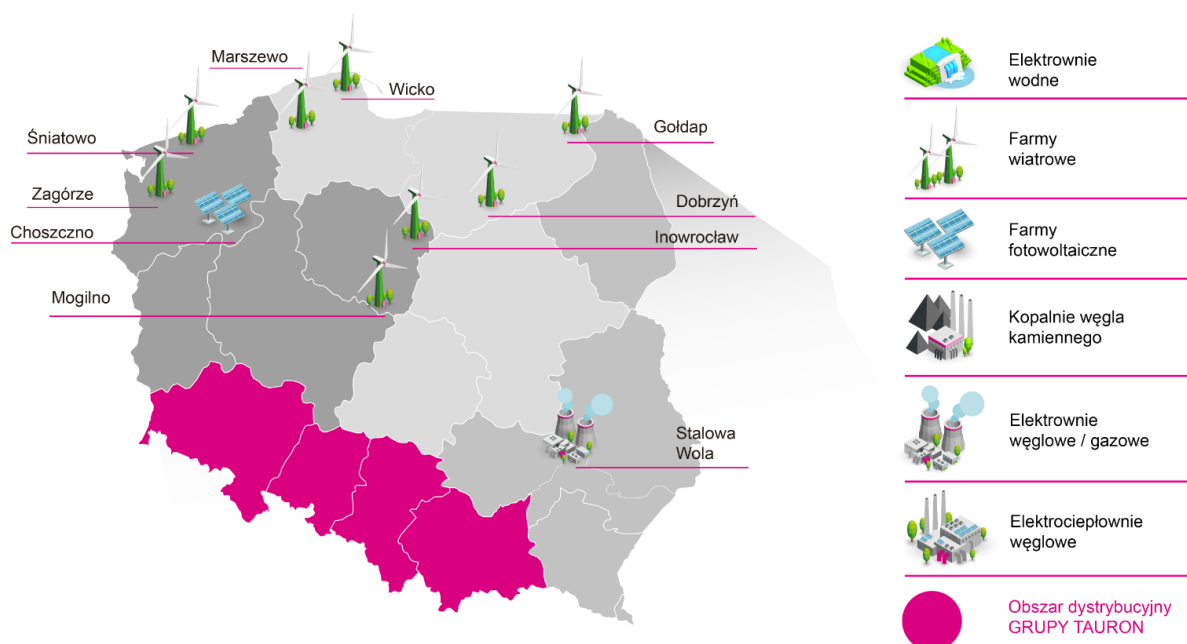 Marszewo
Wicko
Śniatowo
Gołdap
Zagórze
Dobrzyń
Choszczno
Inowrocław
Mogilno
Stalowa
Wola
Elektrownie
wodne
Farmy
wiatrowe
Farmy
fotowoltaiczne
Kopalnie węgla
kamiennego
Elektrownie
węglowe / gazowe
Elektrociepłownie
węglowe
Obszar dystrybucyjny
GRUPY TAURON